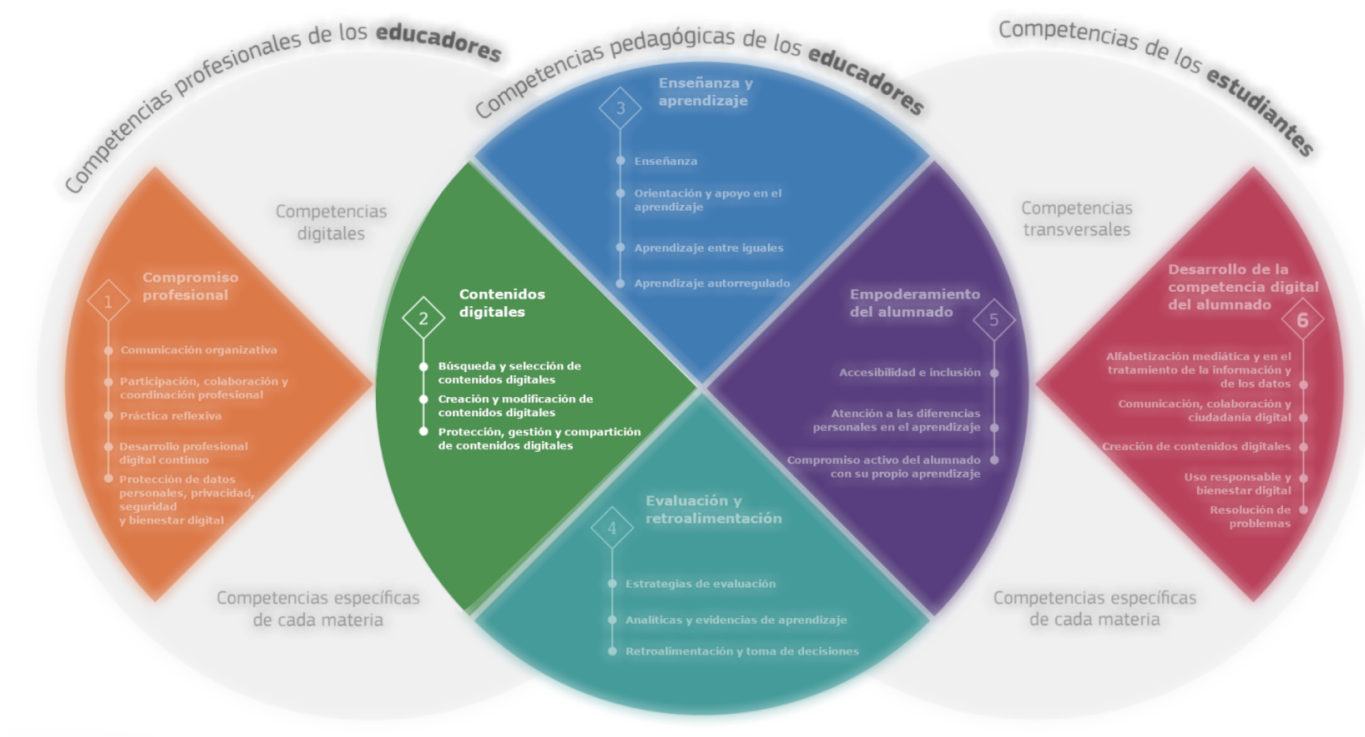 Competencias profesionales de los educadores
Competencias pedagógicas de los educadores
Competencias de los estudiantes
Competencias
digitales
Competencias
transversales
1
Compromiso
profesional
Comunicación organizativa
Participación, colaboración y
coordinación profesional
Práctica reflexiva
Desarrollo profesional
digital continuo
Protección de datos
personales, privacidad,
seguridad
y bienestar digital
2
Contenidos
digitales
Búsqueda y selección de
contenidos digitales
Creación y modificación de
contenidos digitales
Protección, gestión y compartición
de contenidos digitales
3
Enseñanza y
aprendizaje
Enseñanza
Orientación y apoyo en el
aprendizaje
Aprendizaje entre iguales
Aprendizaje autorregulado
4
Evaluación y
retroalimentación
Estrategias de evaluación
Analíticas y evidencias de aprendizaje
Retroalimentación y toma de decisiones
5
Empoderamiento
del alumnado
Accesibilidad e inclusión
Atención a las diferencias
personales en el aprendizaje
Compromiso activo del alumnado
con su propio aprendizaje
6
Desarrollo de la
competencia digital
del alumnado
Alfabetización mediática y en el
tratamiento de la información y
de los datos
Comunicación, colaboración y
ciudadanía digital
Creación de contenidos digitales
Uso responsable y
bienestar digital
Resolución de
problemas
Competencias específicas
de cada materia
Competencias específicas
de cada materia